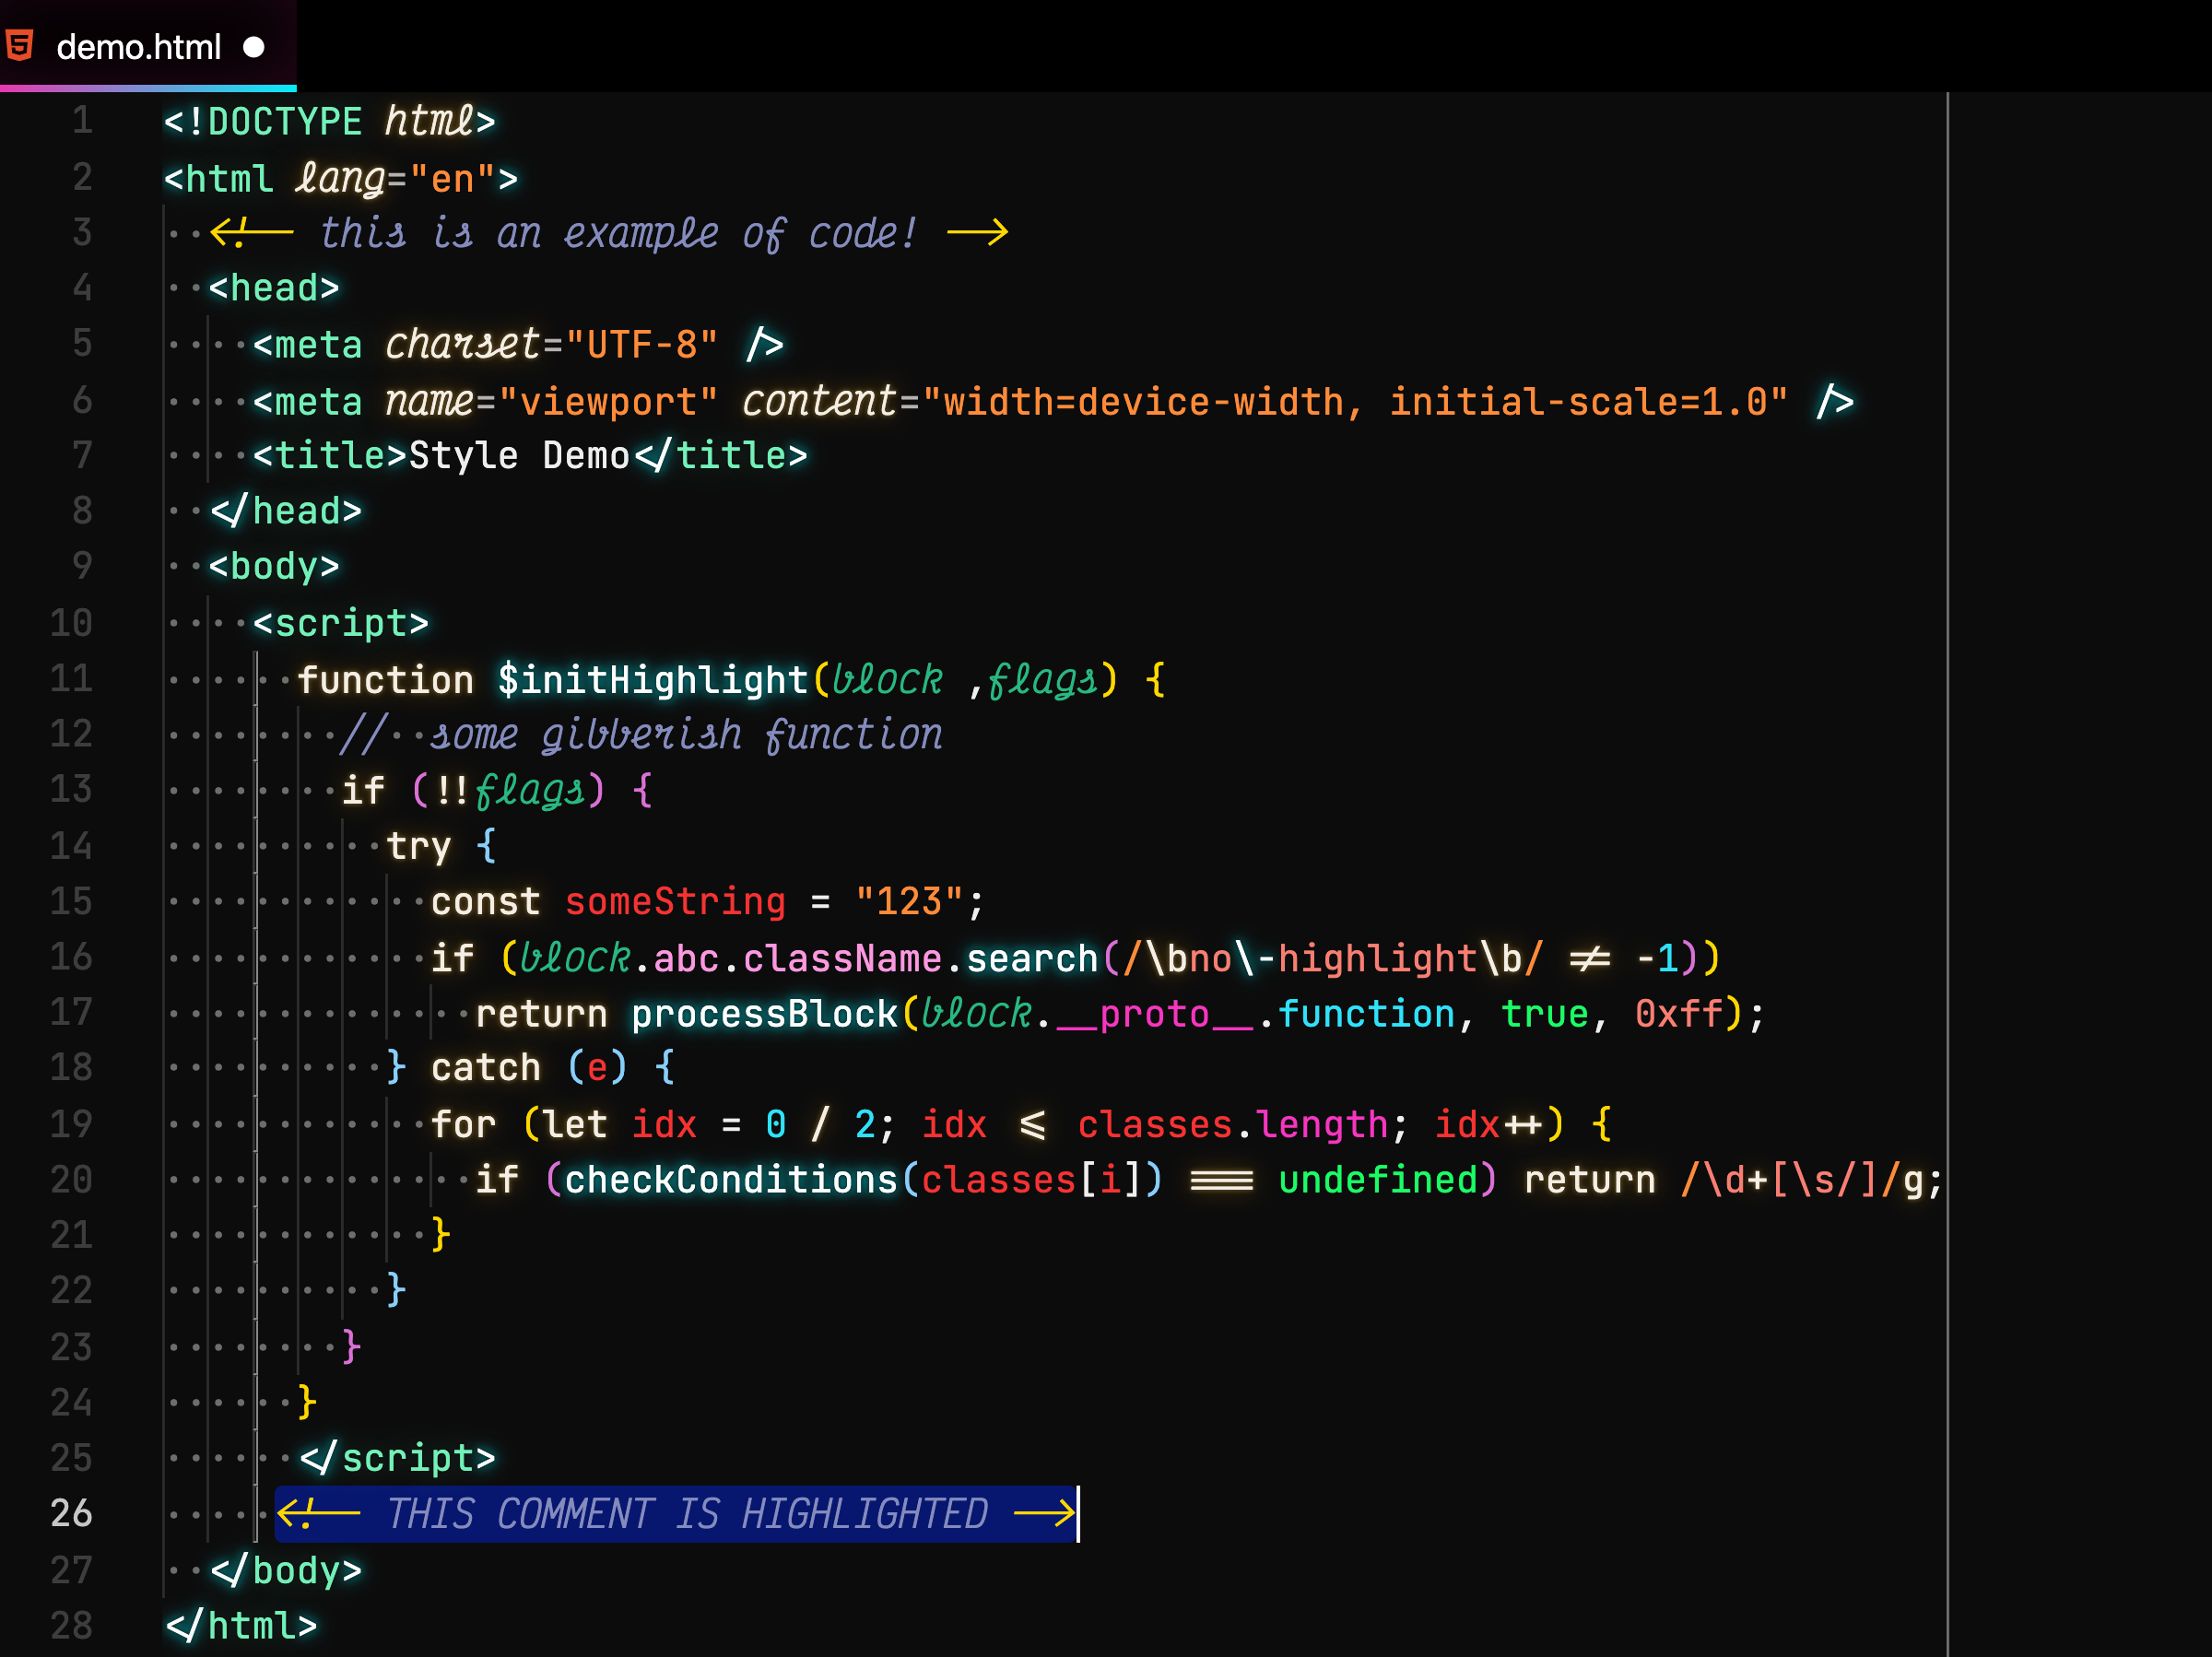 demo.html
1 <!DOCTYPE html>
2 <html lang="en">
3   <!-- this is an example of code! -->
4   <head>
5     <meta charset="UTF-8" />
6     <meta name="viewport" content="width=device-width, initial-scale=1.0" />
7     <title>Style Demo</title>
8   </head>
9   <body>
10     <script>
11       function $initHighlight(block ,flags) {
12         //  some gibberish function
13         if (!!flags) {
14           try {
15             const someString = "123";
16             if (block.abc.className.search(/\bno\-highlight\b/ != -1))
17               return processBlock(block.__proto__.function, true, 0xff);
18           } catch (e) {
19             for (let idx = 0 / 2; idx <= classes.length; idx++) {
20               if (checkConditions(classes[i]) === undefined) return /\d+[\s/]/g;
21             }
22           }
23         }
24       }
25       </script>
26      <!-- THIS COMMENT IS HIGHLIGHTED -->
27   </body>
28 </html>